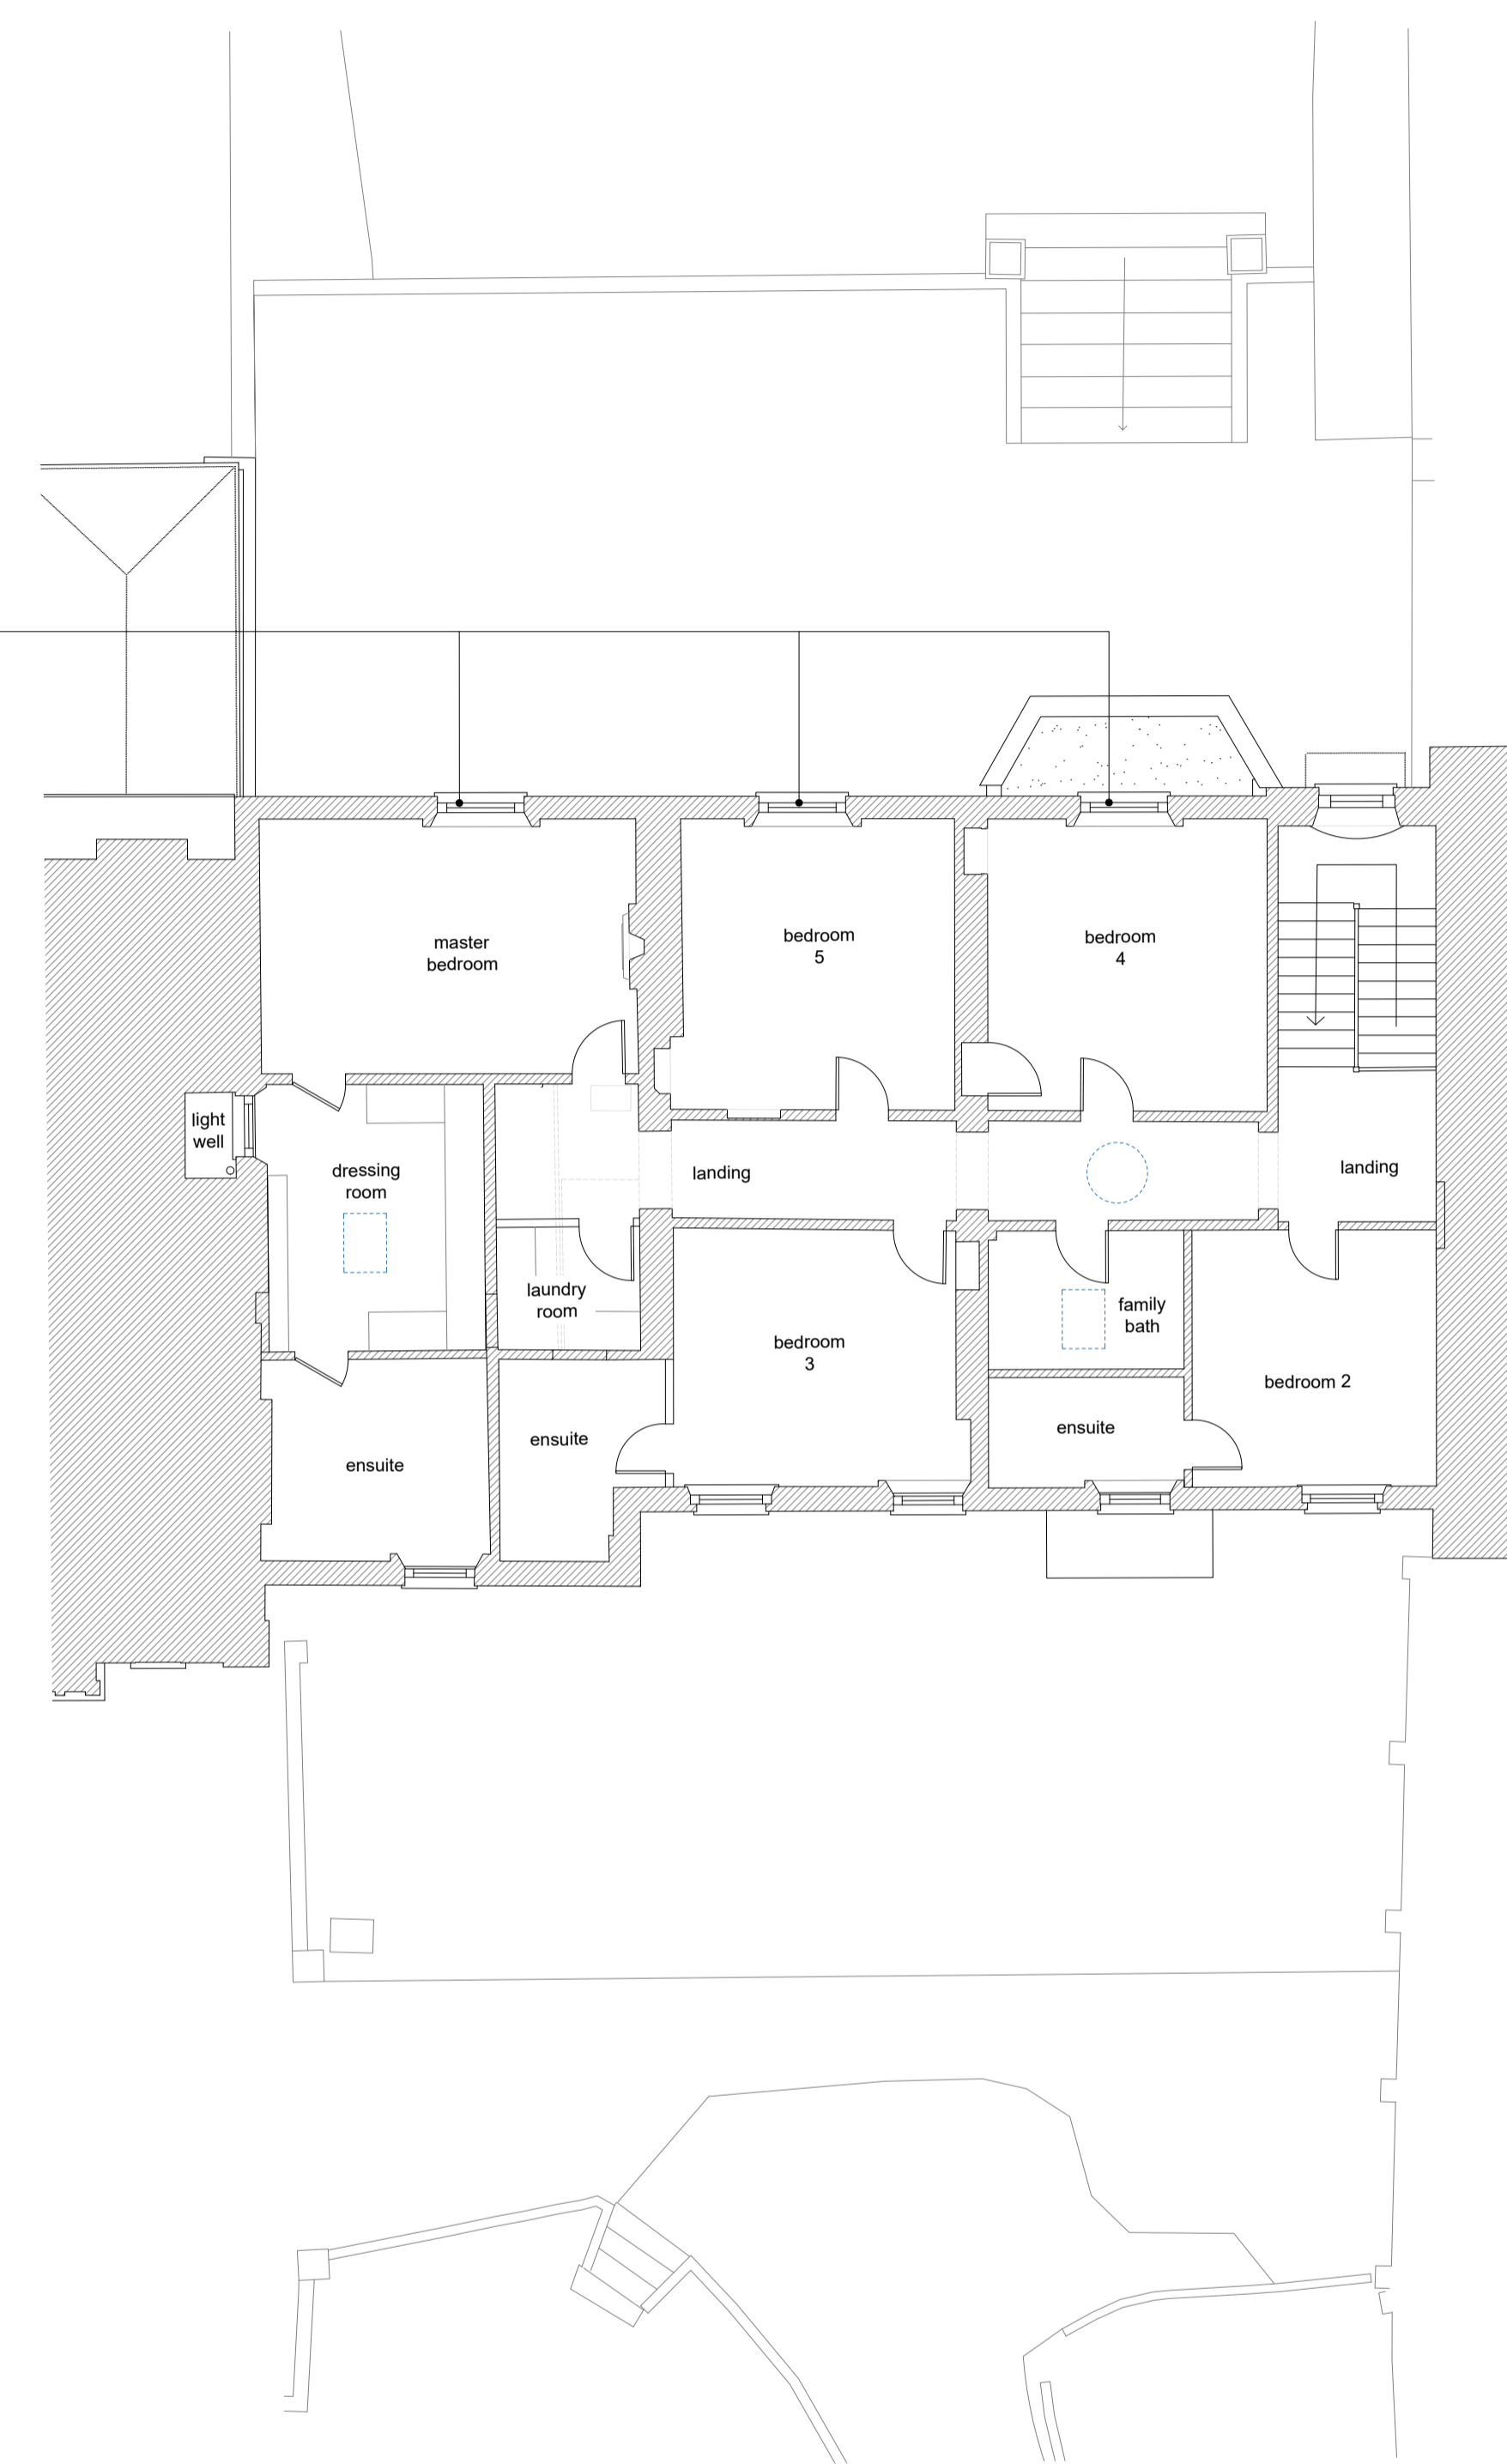 master
bedroom
bedroom
5
bedroom
4
light
well
dressing
room
landing
landing
laundry
room
bedroom
3
family
bath
bedroom 2
ensuite
ensuite
ensuite